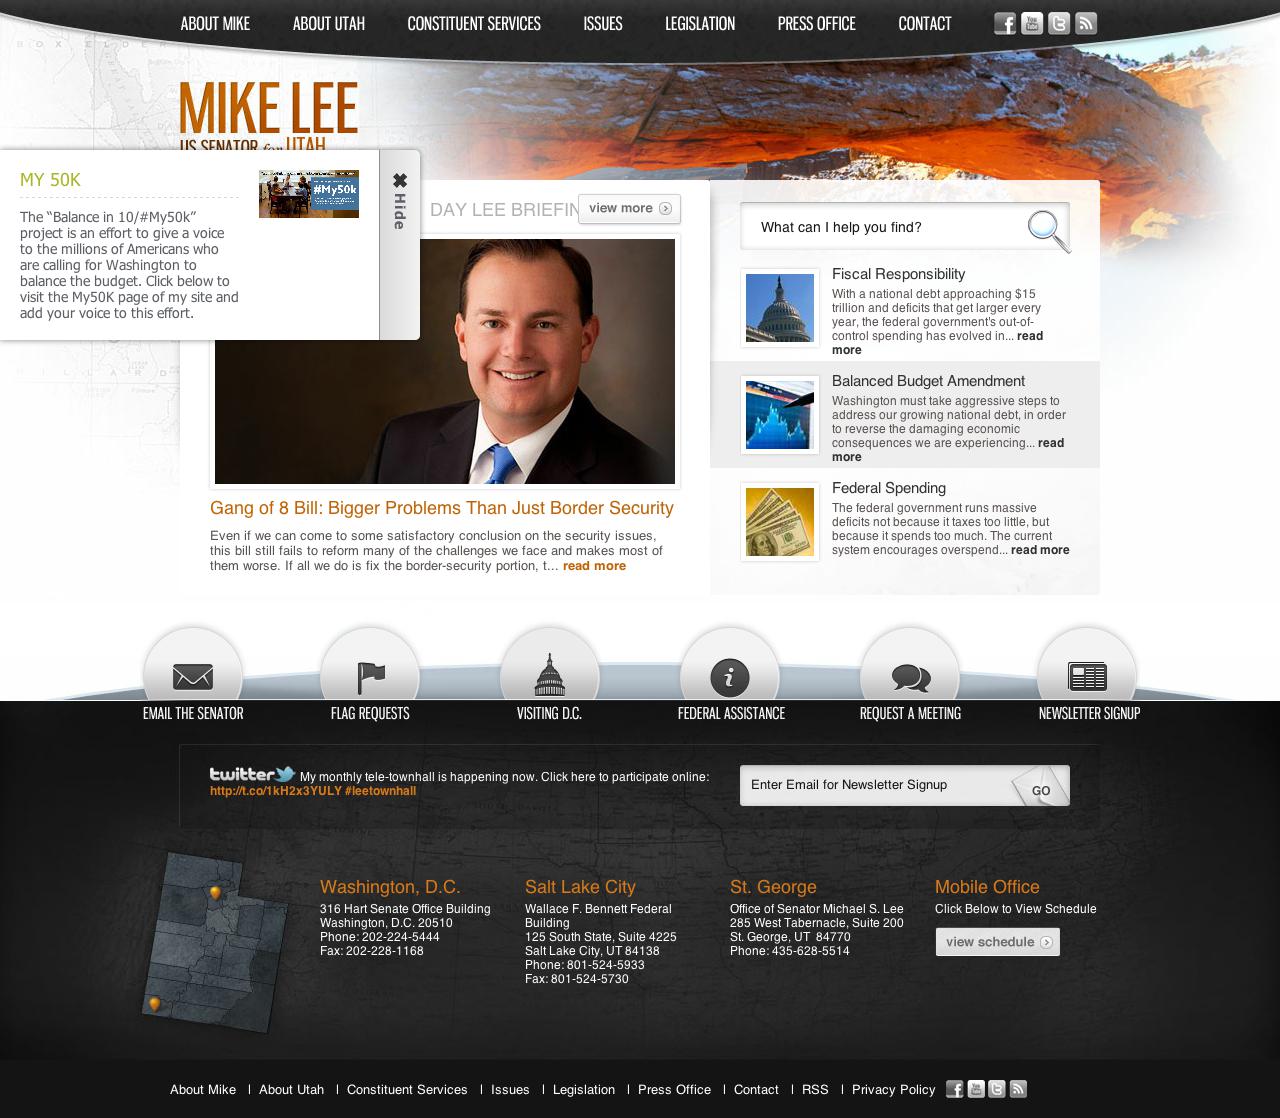 ABOUT MIKE ABOUT UTAH CONSTITUENT SERVICES ISSUES LEGISLATION PRESS OFFICE CONTACT
MIKE LEE
US SENATOR for UTAH
MY 50K
#My50k
The “Balance in 10/#My50k”
project is an effort to give a voice
to the millions of Americans who
are calling for Washington to
balance the budget. Click below to
visit the My50K page of my site and
add your voice to this effort.
Hide
DAY LEE BRIEFIN
view more
Gang of 8 Bill: Bigger Problems Than Just Border Security
Even if we can come to some satisfactory conclusion on the security issues,
this bill still fails to reform many of the challenges we face and makes most of
them worse. If all we do is fix the border-security portion, t... read more
What can I help you find?
Fiscal Responsibility
With a national debt approaching $15
trillion and deficits that get larger every
year, the federal government's out-of-
control spending has evolved in... read
more
Balanced Budget Amendment
Washington must take aggressive steps to
address our growing national debt, in order
to reverse the damaging economic
consequences we are experiencing... read
more
Federal Spending
The federal government runs massive
deficits not because it taxes too little, but
because it spends too much. The current
system encourages overspend... read more
EMAIL THE SENATOR FLAG REQUESTS VISITING D.C. FEDERAL ASSISTANCE REQUEST A MEETING NEWSLETTER SIGNUP
twitter My monthly tele-townhall is happening now. Click here to participate online:
http://t.co/1kH2x3YULY #leetownhall
Enter Email for Newsletter Signup
GO
Washington, D.C.
316 Hart Senate Office Building
Washington, D.C. 20510
Phone: 202-224-5444
Fax: 202-228-1168
Salt Lake City
Wallace F. Bennett Federal
Building
125 South State, Suite 4225
Salt Lake City, UT 84138
Phone: 801-524-5933
Fax: 801-524-5730
St. George
Office of Senator Michael S. Lee
285 West Tabernacle, Suite 200
St. George, UT 84770
Phone: 435-628-5514
Mobile Office
Click Below to View Schedule
view schedule
About Mike | About Utah | Constituent Services | Issues | Legislation | Press Office | Contact | RSS | Privacy Policy